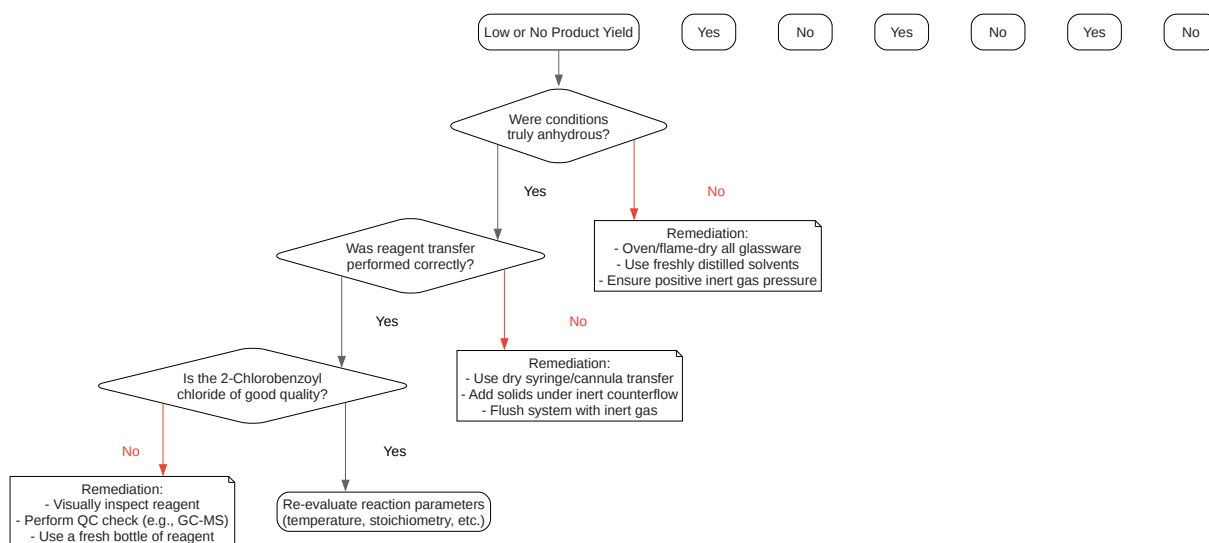 Low or No Product Yield
Yes
No
Yes
No
Yes
No
Were conditions
truly anhydrous?
Yes
No
Was reagent transfer
performed correctly?
Remediation:
- Oven/flame-dry all glassware
- Use freshly distilled solvents
- Ensure positive inert gas pressure
Yes
No
Is the 2-Chlorobenzoyl
chloride of good quality?
Remediation:
- Use dry syringe/cannula transfer
- Add solids under inert counterflow
- Flush system with inert gas
No
Yes
Remediation:
- Visually inspect reagent
- Perform QC check (e.g., GC-MS)
- Use a fresh bottle of reagent
Re-evaluate reaction parameters
(temperature, stoichiometry, etc.)